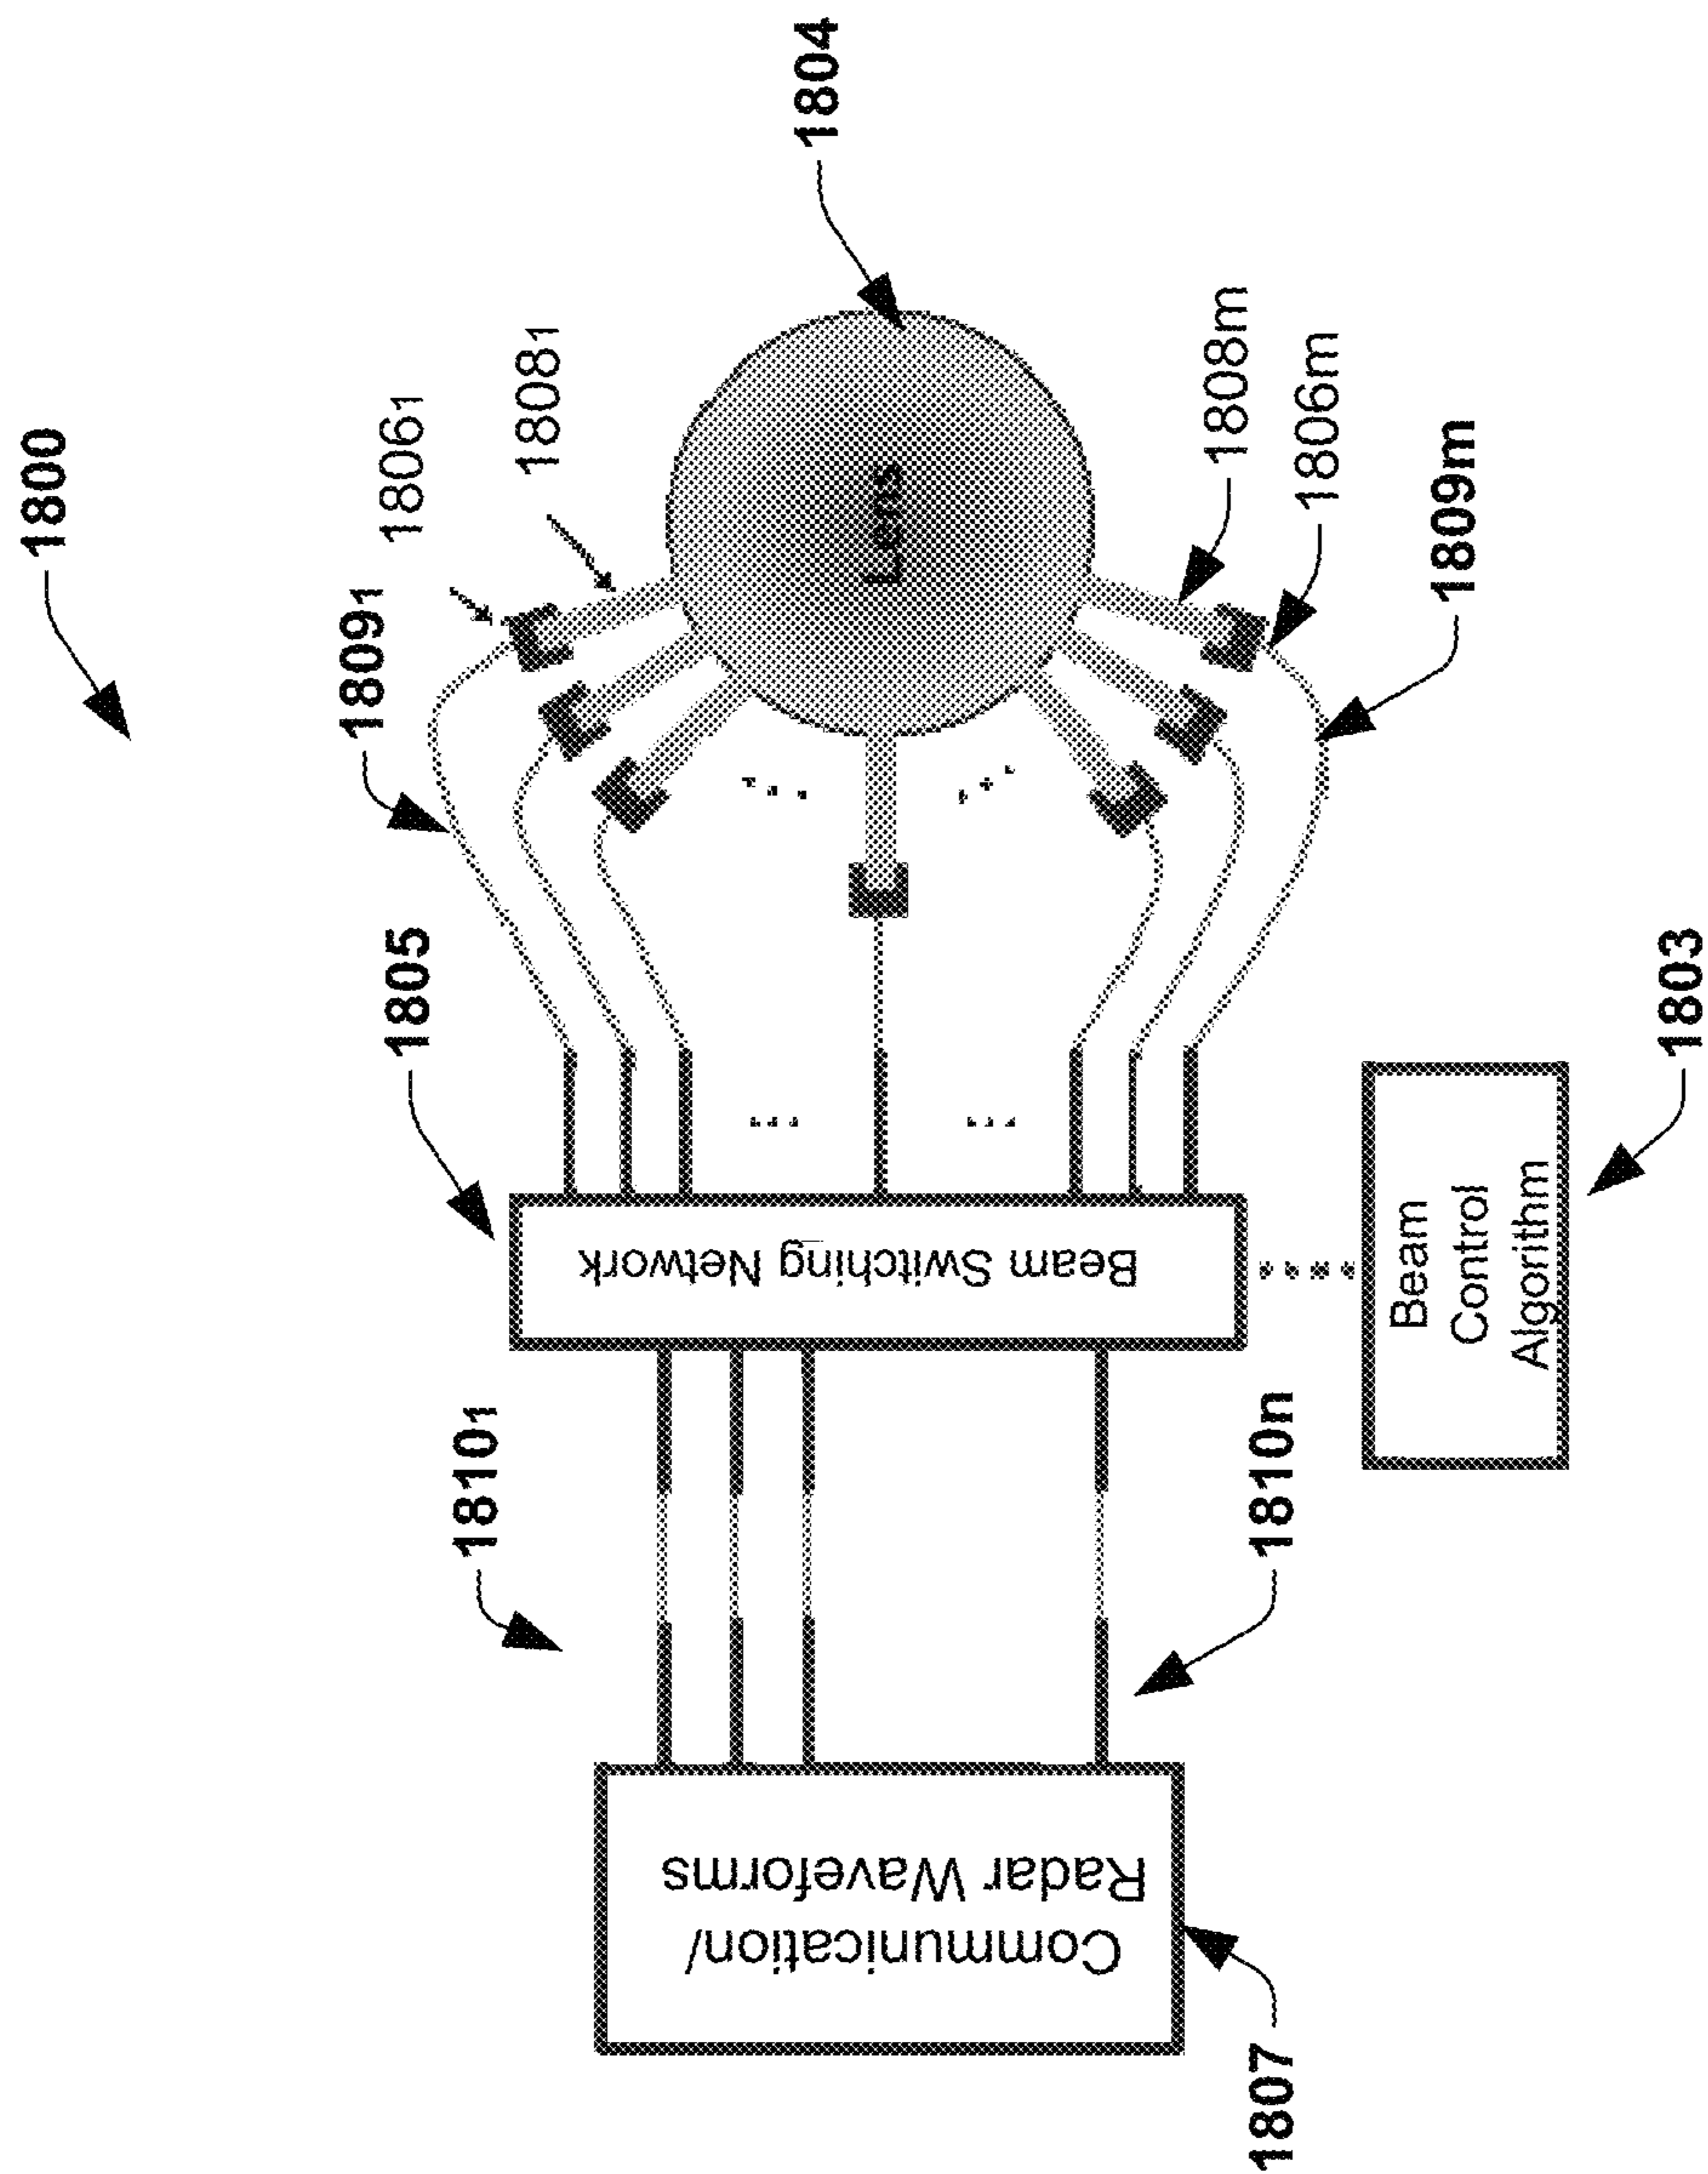 1800
1804
1806₁
1808₁
1809₁
1805
Lens
1808m
1806m
1809m
Beam Switching Network
1803
Beam
Control
Algorithm
1810₁
1810n
Communication/
Radar Waveforms
1807